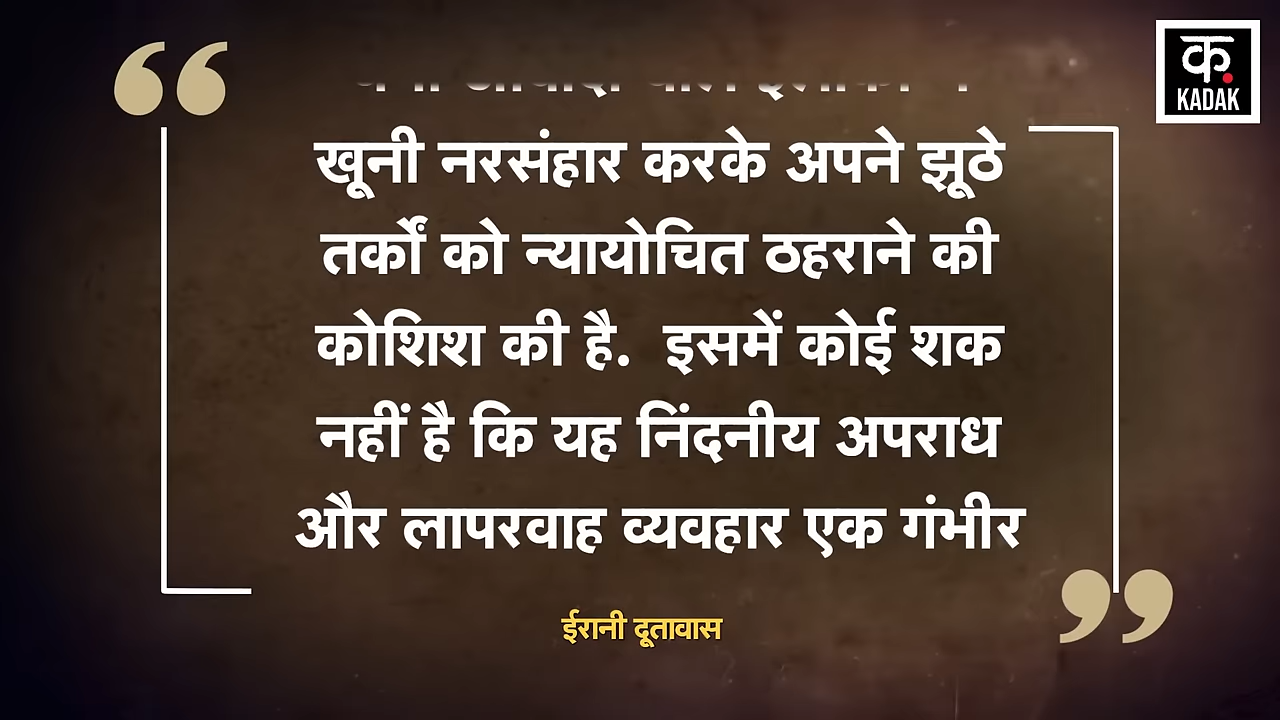 क.
KADAK
खूनी नरसंहार करके अपने झूठे
तर्कों को न्यायोचित ठहराने की
कोशिश की है.  इसमें कोई शक
नहीं है कि यह निंदनीय अपराध
और लापरवाह व्यवहार एक गंभीर
ईरानी दूतावास